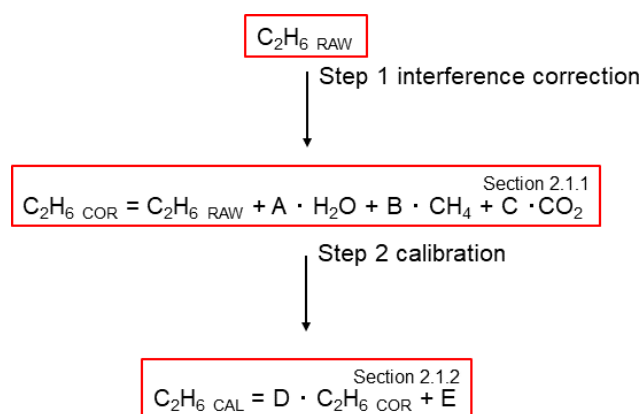 C₂H₆ RAW
Step 1 interference correction
Section 2.1.1
C₂H₆ COR = C₂H₆ RAW + A · H₂O + B · CH₄ + C ·CO₂
Step 2 calibration
Section 2.1.2
C₂H₆ CAL = D · C₂H₆ COR + E